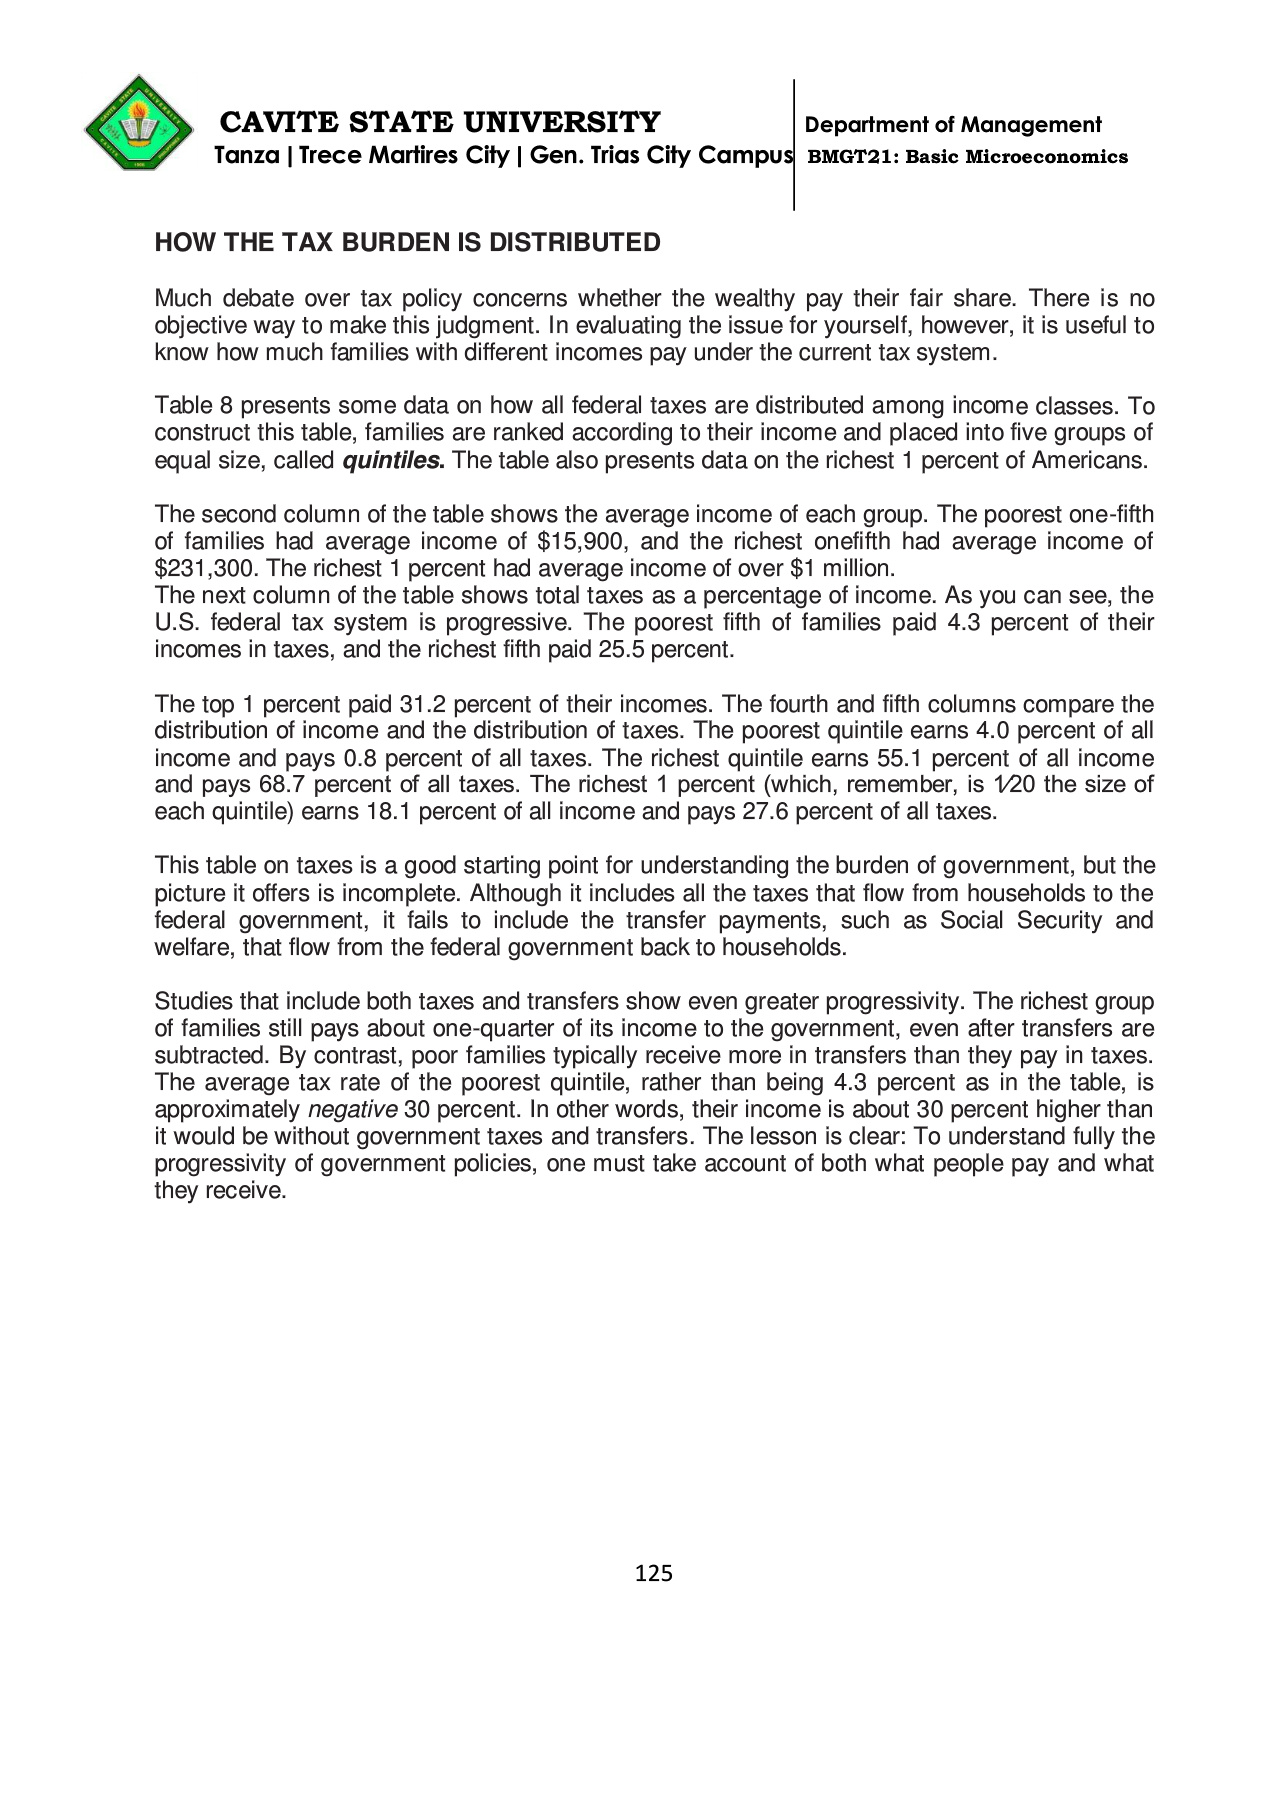 CAVITE STATE UNIVERSITY
Tanza | Trece Martires City | Gen. Trias City Campus
Department of Management
BMGT21: Basic Microeconomics
HOW THE TAX BURDEN IS DISTRIBUTED
Much debate over tax policy concerns whether the wealthy pay their fair share. There is no
objective way to make this judgment. In evaluating the issue for yourself, however, it is useful to
know how much families with different incomes pay under the current tax system.
Table 8 presents some data on how all federal taxes are distributed among income classes. To
construct this table, families are ranked according to their income and placed into five groups of
equal size, called quintiles. The table also presents data on the richest 1 percent of Americans.
The second column of the table shows the average income of each group. The poorest one-fifth
of families had average income of $15,900, and the richest onefifth had average income of
$231,300. The richest 1 percent had average income of over $1 million.
The next column of the table shows total taxes as a percentage of income. As you can see, the
U.S. federal tax system is progressive. The poorest fifth of families paid 4.3 percent of their
incomes in taxes, and the richest fifth paid 25.5 percent.
The top 1 percent paid 31.2 percent of their incomes. The fourth and fifth columns compare the
distribution of income and the distribution of taxes. The poorest quintile earns 4.0 percent of all
income and pays 0.8 percent of all taxes. The richest quintile earns 55.1 percent of all income
and pays 68.7 percent of all taxes. The richest 1 percent (which, remember, is 1⁄20 the size of
each quintile) earns 18.1 percent of all income and pays 27.6 percent of all taxes.
This table on taxes is a good starting point for understanding the burden of government, but the
picture it offers is incomplete. Although it includes all the taxes that flow from households to the
federal government, it fails to include the transfer payments, such as Social Security and
welfare, that flow from the federal government back to households.
Studies that include both taxes and transfers show even greater progressivity. The richest group
of families still pays about one-quarter of its income to the government, even after transfers are
subtracted. By contrast, poor families typically receive more in transfers than they pay in taxes.
The average tax rate of the poorest quintile, rather than being 4.3 percent as in the table, is
approximately negative 30 percent. In other words, their income is about 30 percent higher than
it would be without government taxes and transfers. The lesson is clear: To understand fully the
progressivity of government policies, one must take account of both what people pay and what
they receive.
125